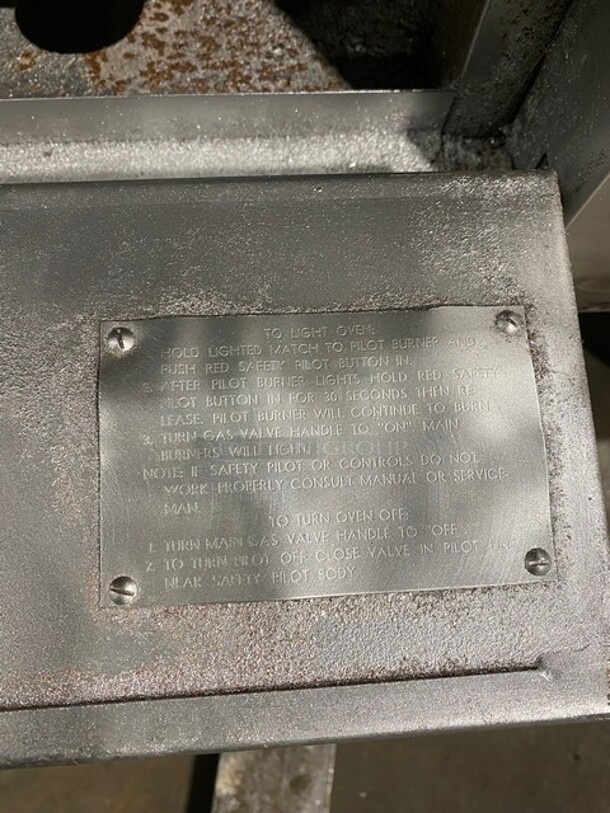 TO LIGHT OVEN:
HOLD LIGHTED MATCH TO PILOT BURNER AND
PUSH RED SAFETY PILOT BUTTON IN.
2. AFTER PILOT BURNER LIGHTS HOLD RED SAFETY
PILOT BUTTON IN FOR 30 SECONDS THEN RE-
LEASE. PILOT BURNER WILL CONTINUE TO BURN
3. TURN GAS VALVE HANDLE TO "ON" MAIN
BURNERS WILL LIGHT.
GROUP
NOTE: IF SAFETY PILOT OR CONTROLS DO NOT
WORK PROPERLY CONSULT MANUAL OR SERVICE
MAN.
TO TURN OVEN OFF:
1. TURN MAIN GAS VALVE HANDLE TO "OFF"
2. TO TURN PILOT OFF CLOSE VALVE IN PILOT LINE
NEAR SAFETY PILOT BODY